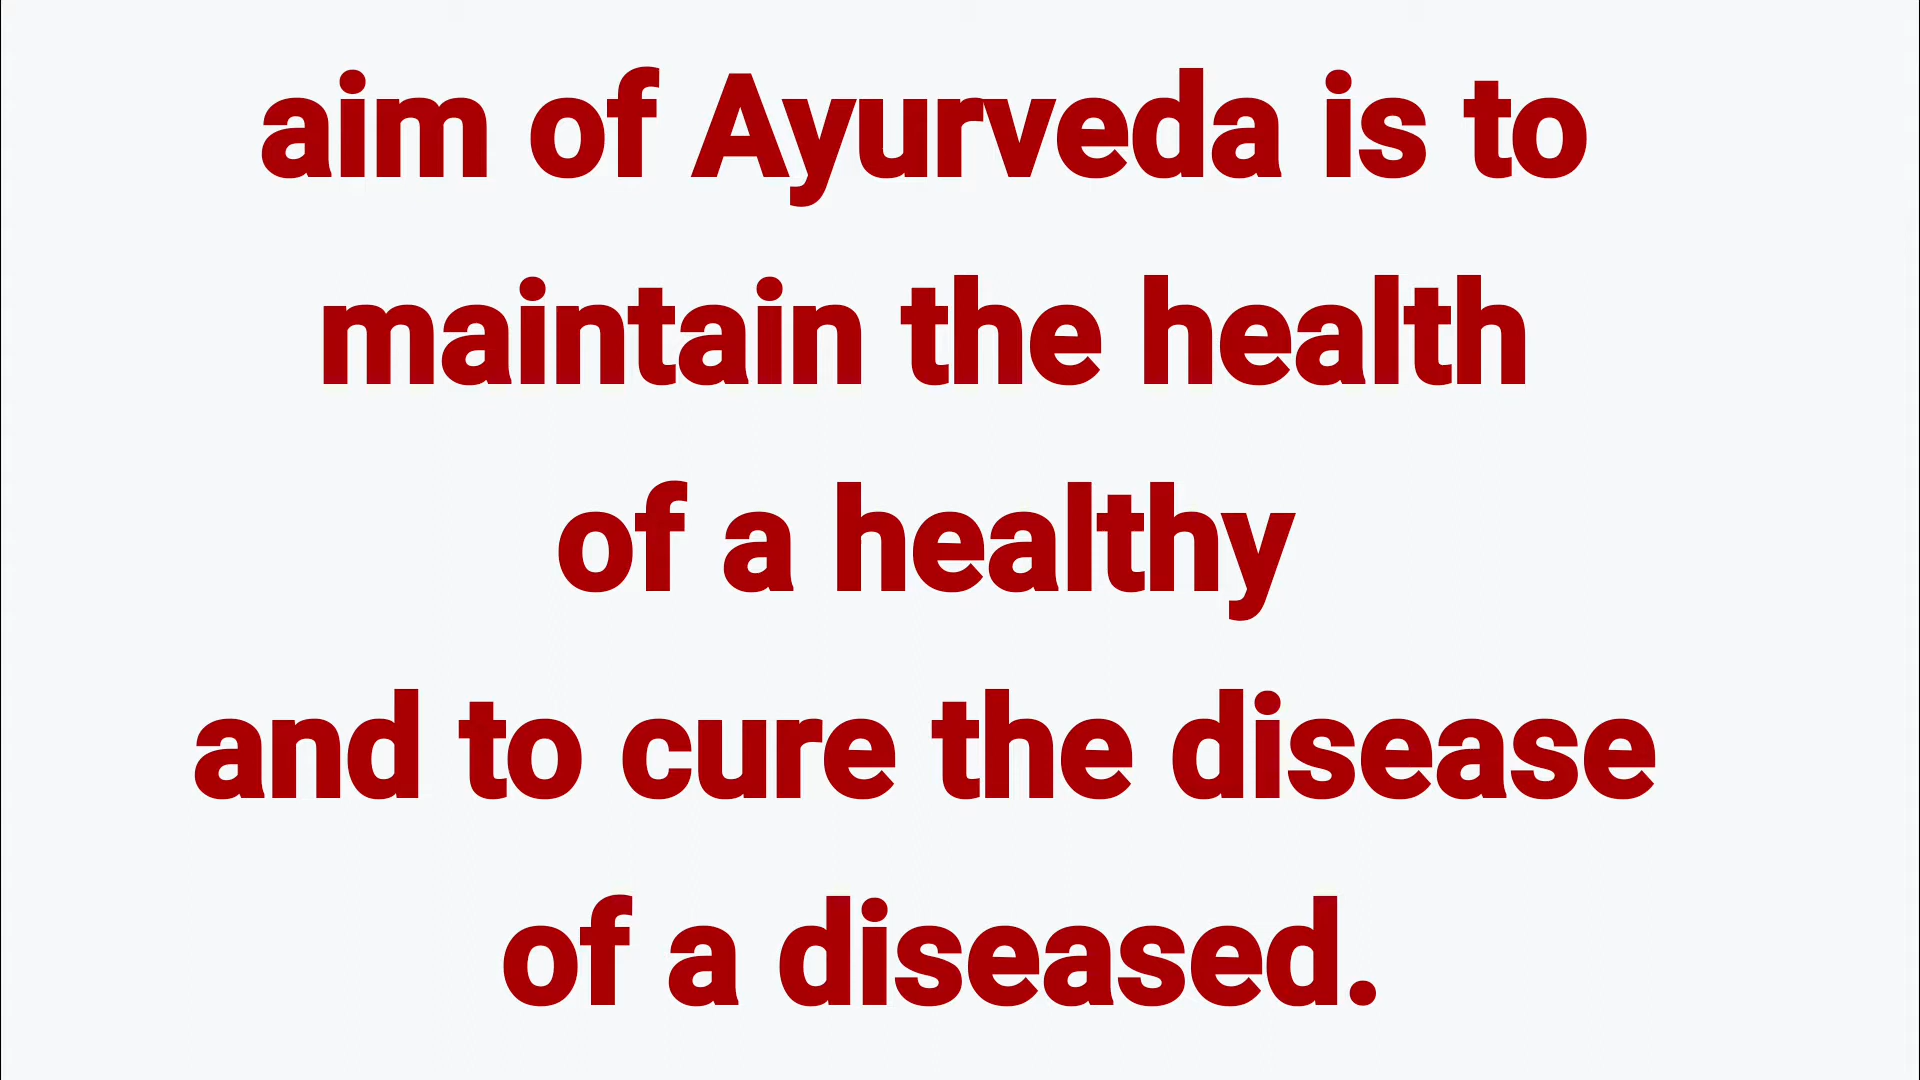 aim of Ayurveda is to
maintain the health
of a healthy
and to cure the disease
of a diseased.